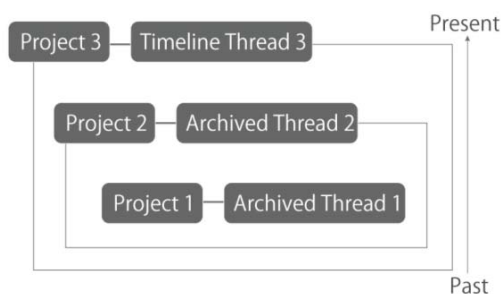 Present
Project 3
Timeline Thread 3
Project 2
Archived Thread 2
Project 1
Archived Thread 1
Past